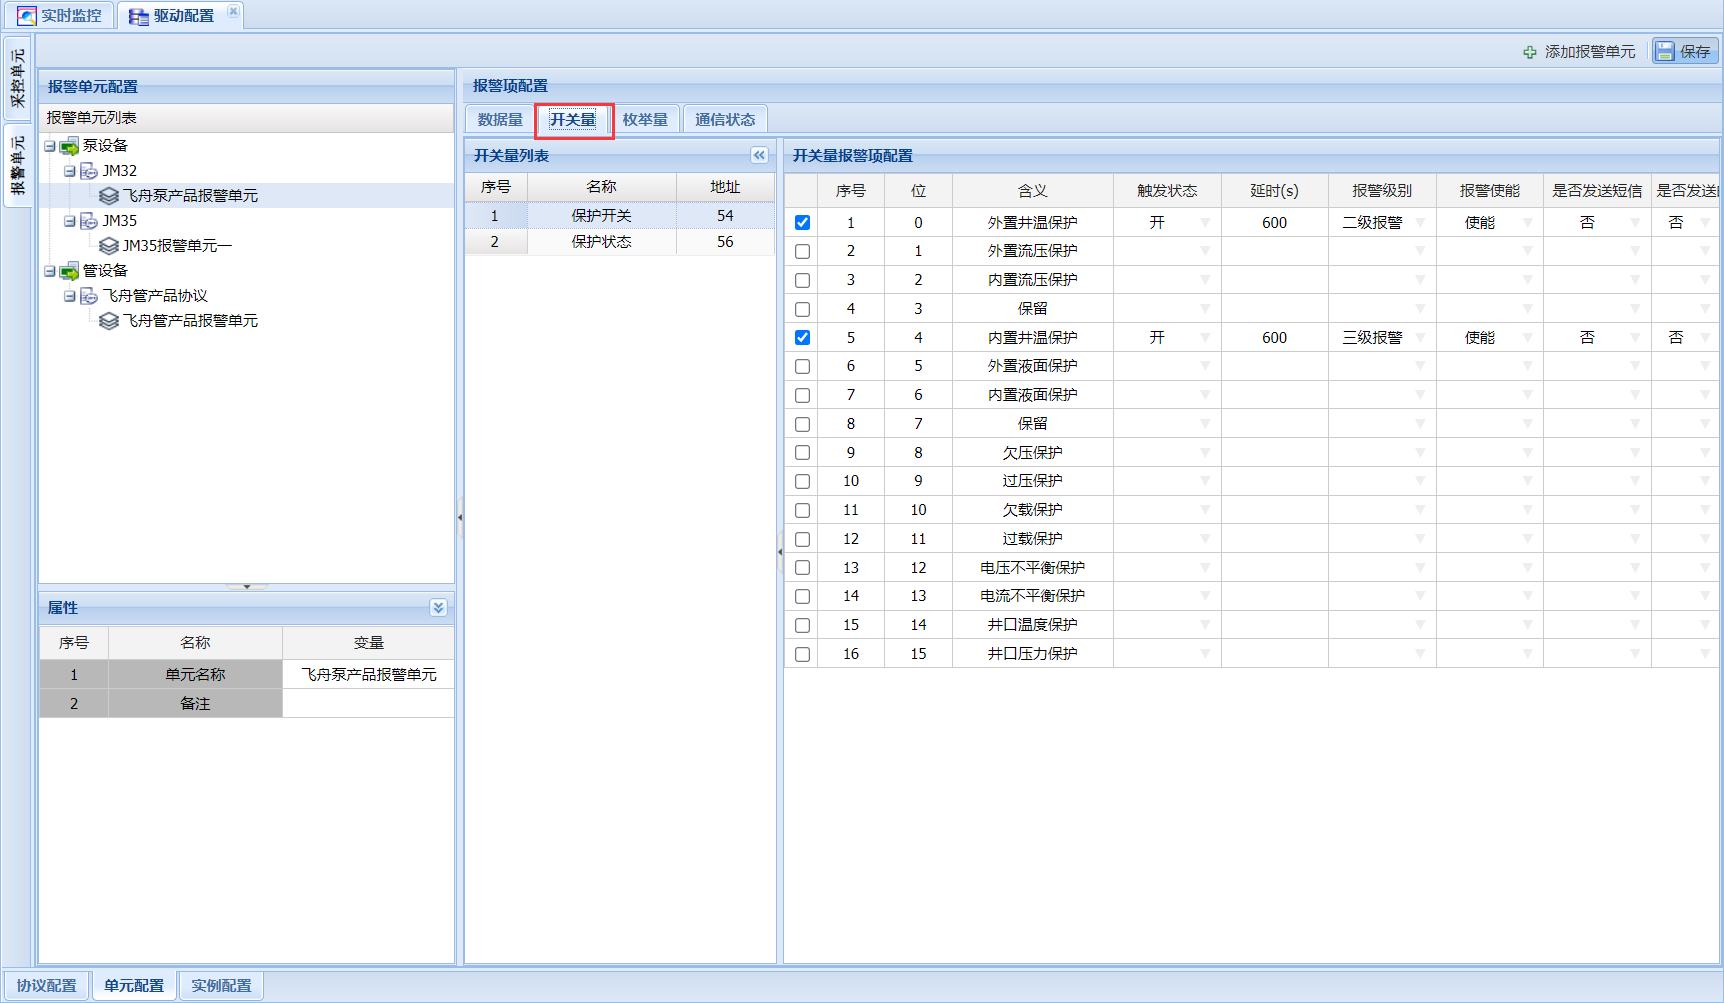 实时监控 驱动配置
采控单元
报警单元
添加报警单元 保存
报警单元配置
报警单元列表
泵设备
JM32
飞舟泵产品报警单元
JM35
JM35报警单元一
管设备
飞舟管产品协议
飞舟管产品报警单元
属性
序号 名称 变量
1 单元名称 飞舟泵产品报警单元
2 备注
报警项配置
数据量 开关量 枚举量 通信状态
开关量列表
序号 名称 地址
1 保护开关 54
2 保护状态 56
开关量报警项配置
序号 位 含义 触发状态 延时(s) 报警级别 报警使能 是否发送短信 是否发送
1 0 外置井温保护 开 600 二级报警 使能 否 否
2 1 外置流压保护
3 2 内置流压保护
4 3 保留
5 4 内置井温保护 开 600 三级报警 使能 否 否
6 5 外置液面保护
7 6 内置液面保护
8 7 保留
9 8 欠压保护
10 9 过压保护
11 10 欠载保护
12 11 过载保护
13 12 电压不平衡保护
14 13 电流不平衡保护
15 14 井口温度保护
16 15 井口压力保护
协议配置 单元配置 实例配置